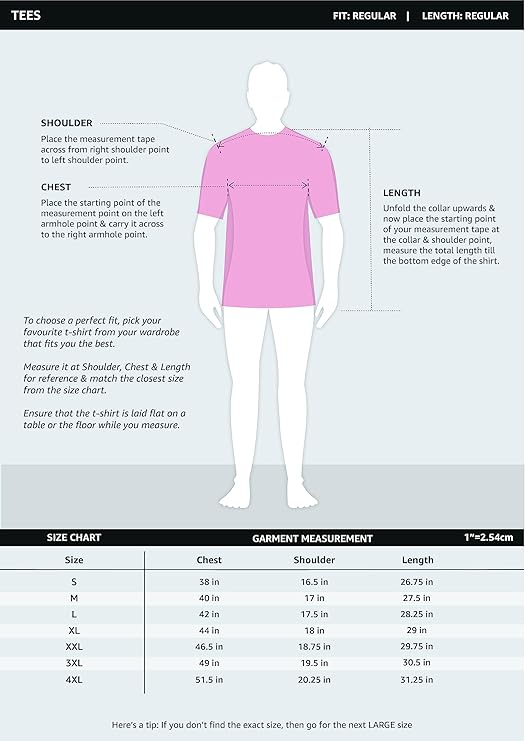 TEES
FIT: REGULAR | LENGTH: REGULAR
SHOULDER
Place the measurement tape
across from right shoulder point
to left shoulder point.
CHEST
Place the starting point of the
measurement point on the left
armhole point & carry it across
to the right armhole point.
LENGTH
Unfold the collar upwards &
now place the starting point
of your measurement tape at
the collar & shoulder point,
measure the total length till
the bottom edge of the shirt.
To choose a perfect fit, pick your
favourite t-shirt from your wardrobe
that fits you the best.
Measure it at Shoulder, Chest & Length
for reference & match the closest size
from the size chart.
Ensure that the t-shirt is laid flat on a
table or the floor while you measure.
SIZE CHART GARMENT MEASUREMENT 1"=2.54cm
Size Chest Shoulder Length
S 38 in 16.5 in 26.75 in
M 40 in 17 in 27.5 in
L 42 in 17.5 in 28.25 in
XL 44 in 18 in 29 in
XXL 46.5 in 18.75 in 29.75 in
3XL 49 in 19.5 in 30.5 in
4XL 51.5 in 20.25 in 31.25 in
Here's a tip: If you don't find the exact size, then go for the next LARGE size